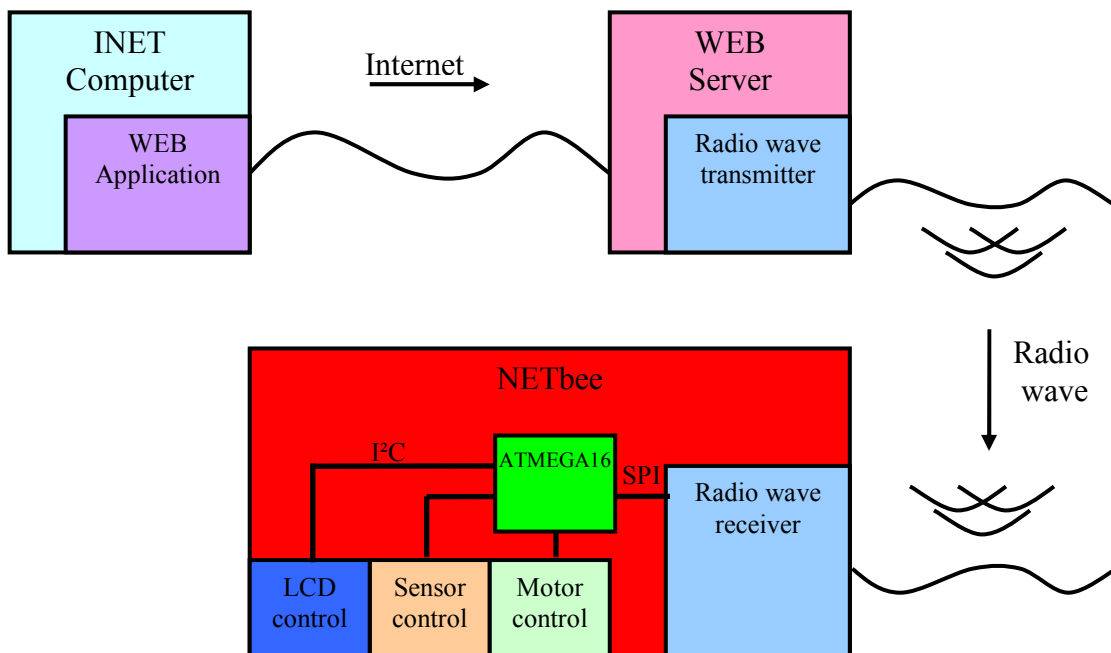 INET
Computer
WEB
Application
Internet
WEB
Server
Radio wave
transmitter
Radio
wave
NETbee
I²C
ATMEGA16
SPI
Radio wave
receiver
LCD
control
Sensor
control
Motor
control